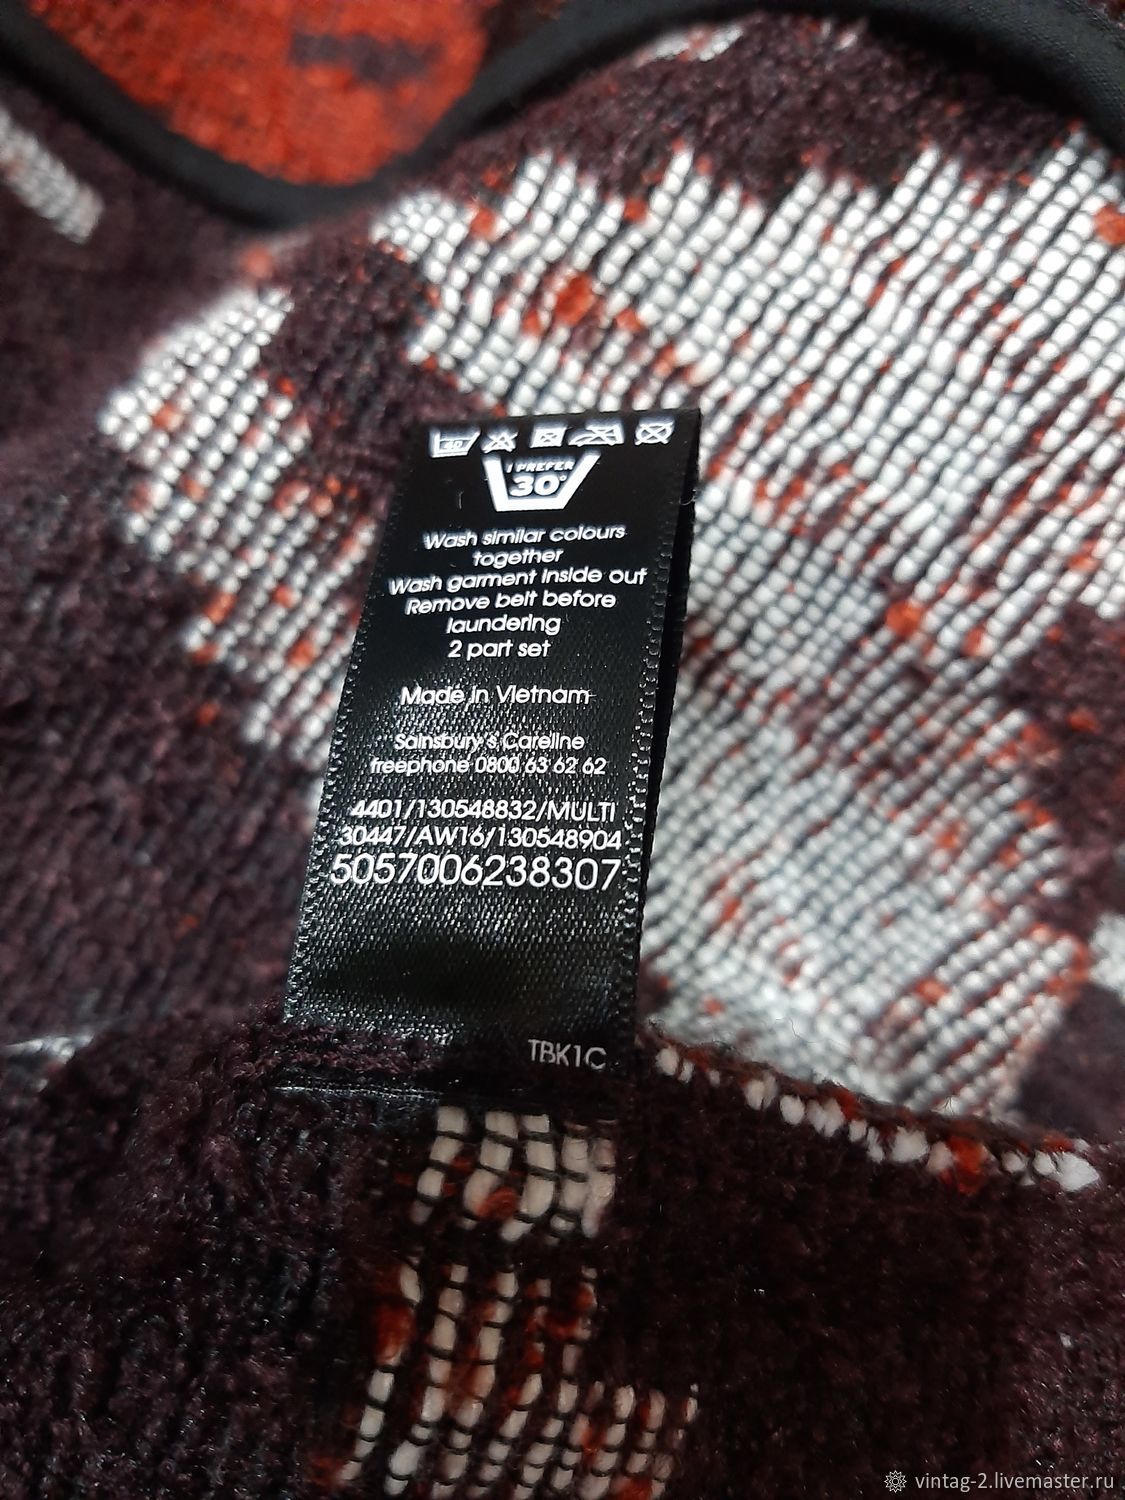 40
I PREFER
30°
Wash similar colours
together
Wash garment inside out
Remove belt before
laundering
2 part set
Made in Vietnam
Sainsbury's Careline
freephone 0800 63 62 62
4401/130548832/MULTI
30447/AW16/130548904
5057006238307
TBK1C
vintag-2.livemaster.ru